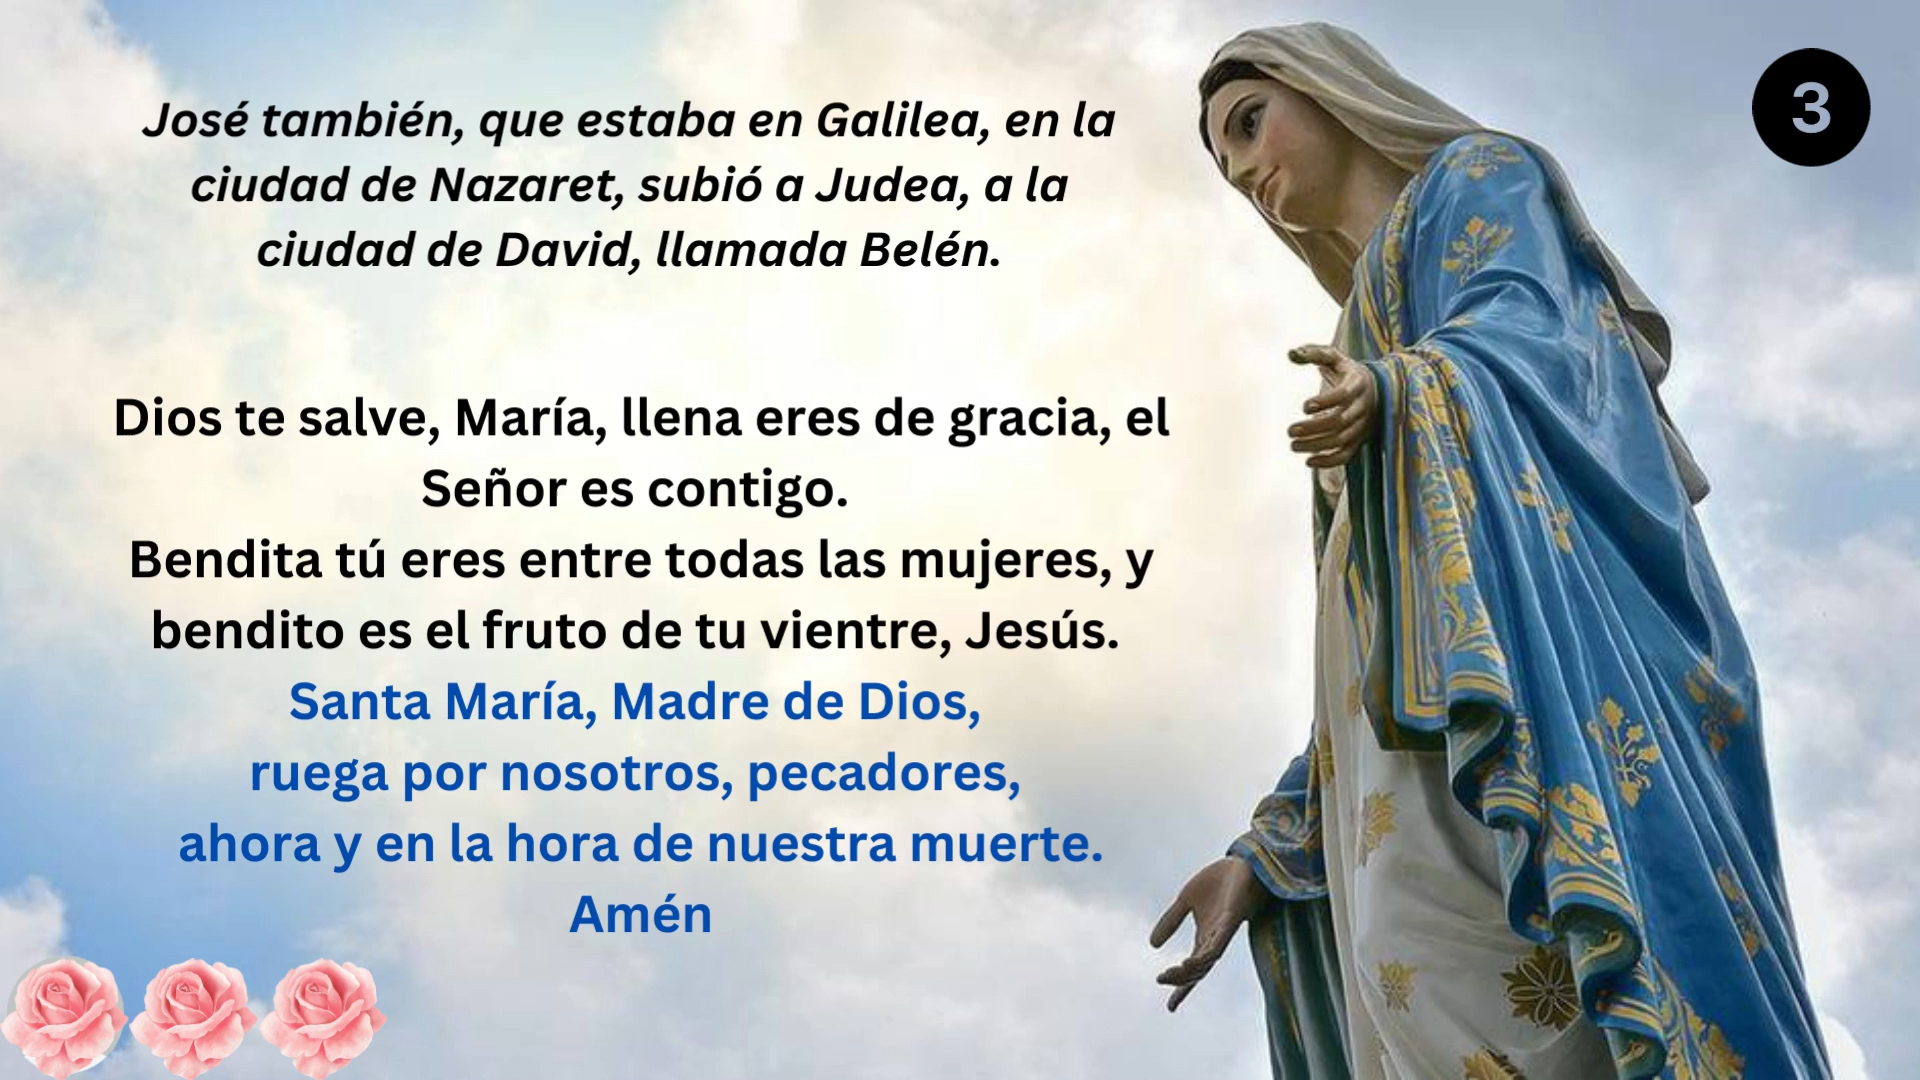 3
José también, que estaba en Galilea, en la
ciudad de Nazaret, subió a Judea, a la
ciudad de David, llamada Belén.
Dios te salve, María, llena eres de gracia, el
Señor es contigo.
Bendita tú eres entre todas las mujeres, y
bendito es el fruto de tu vientre, Jesús.
Santa María, Madre de Dios,
ruega por nosotros, pecadores,
ahora y en la hora de nuestra muerte.
Amén